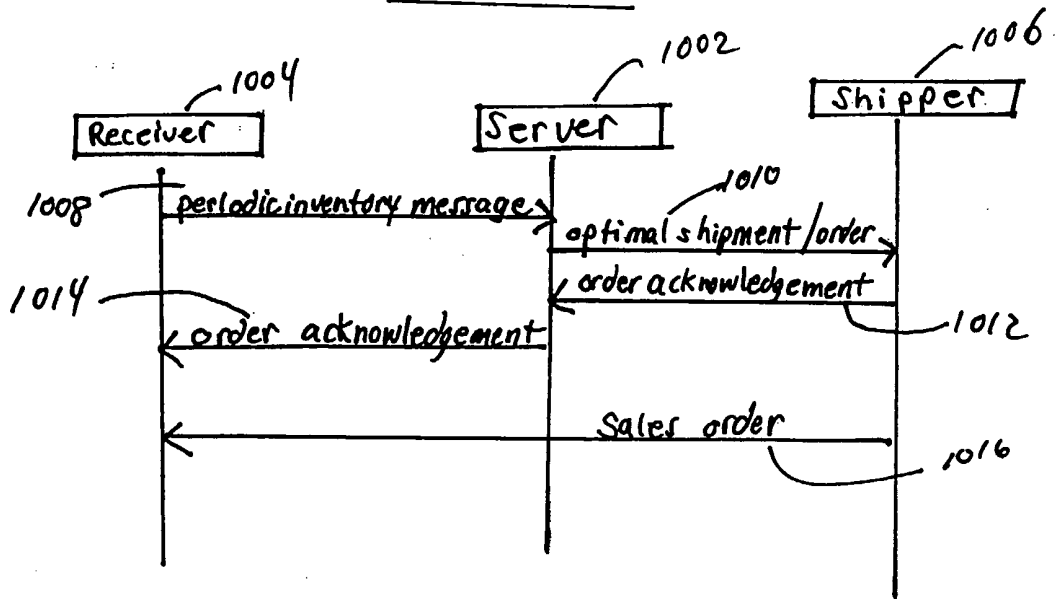 1006
1002
1004
Shipper
Receiver
Server
1010
1008
periodic inventory message
optimal shipment/order
order acknowledgement
1014
1012
order acknowledgement
Sales order
1016